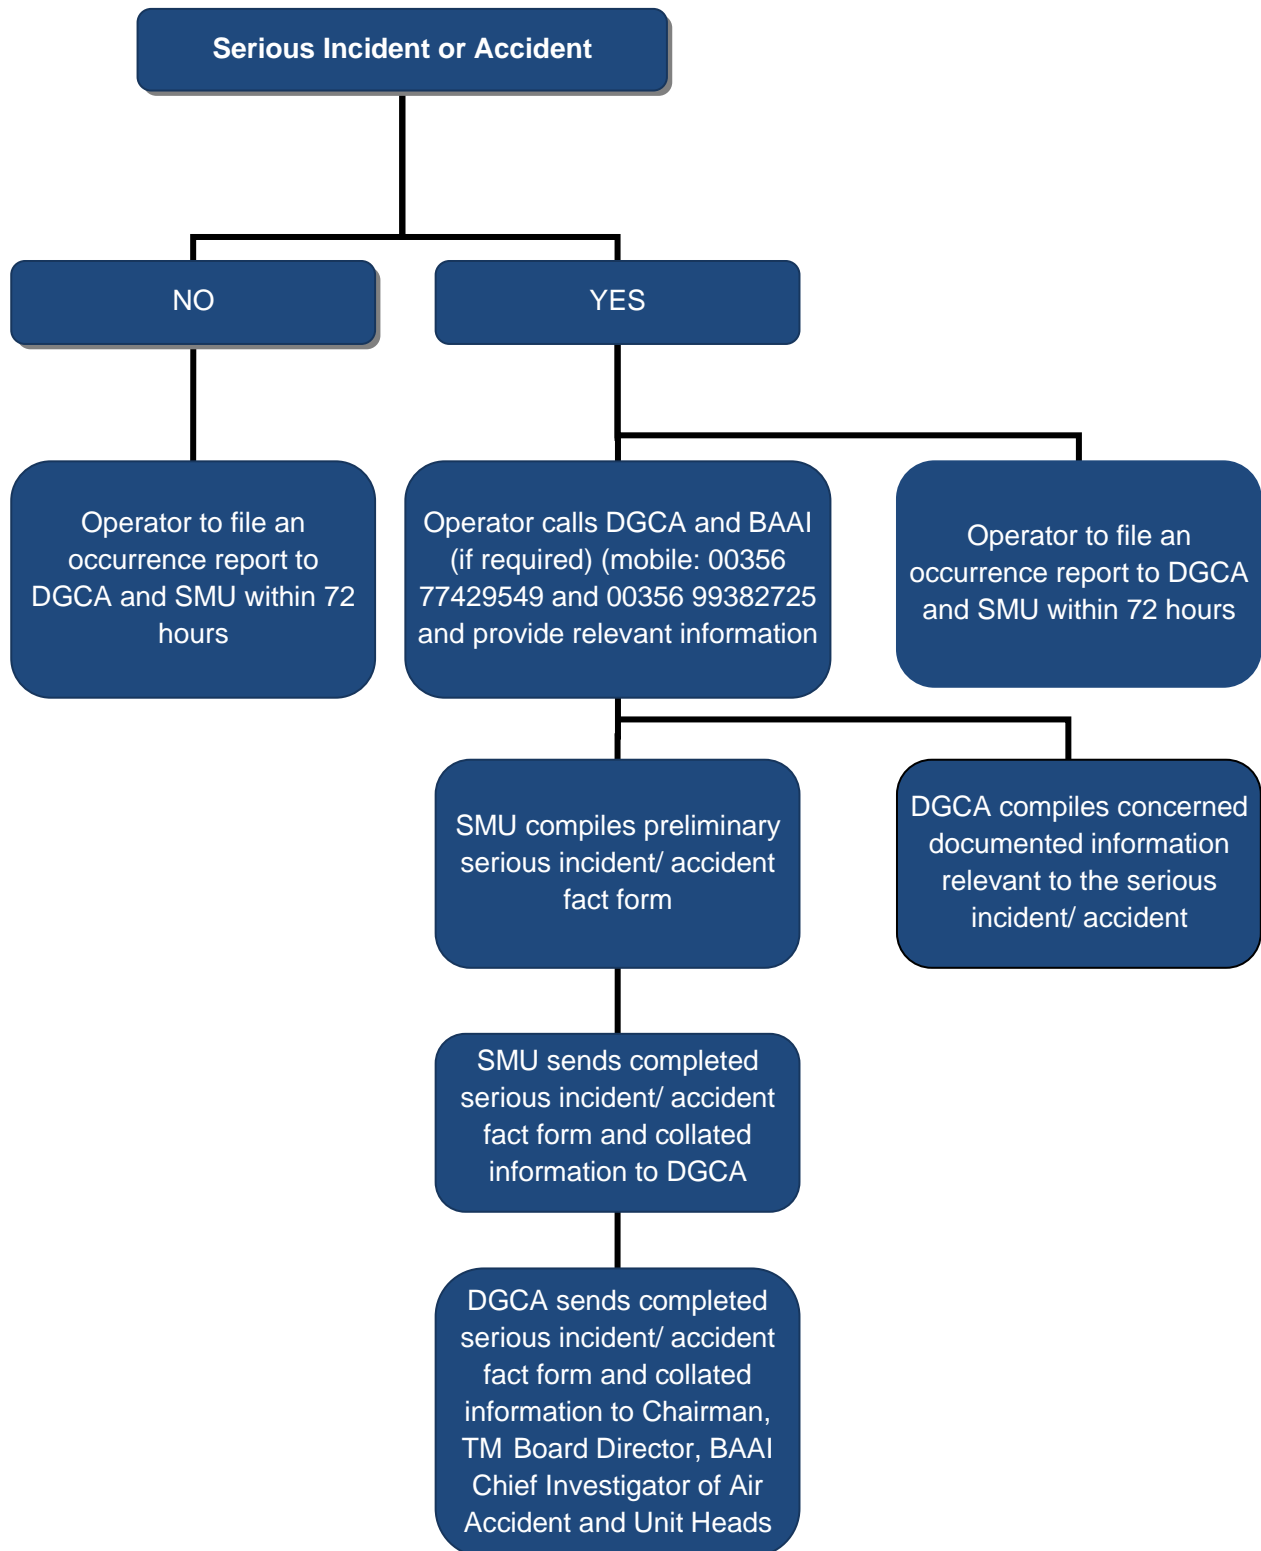 Serious Incident or Accident
NO
YES
Operator to file an
occurrence report to
DGCA and SMU within 72
hours
Operator calls DGCA and BAAI
(if required) (mobile: 00356
77429549 and 00356 99382725
and provide relevant information
Operator to file an
occurrence report to DGCA
and SMU within 72 hours
SMU compiles preliminary
serious incident/ accident
fact form
DGCA compiles concerned
documented information
relevant to the serious
incident/ accident
SMU sends completed
serious incident/ accident
fact form and collated
information to DGCA
DGCA sends completed
serious incident/ accident
fact form and collated
information to Chairman,
TM Board Director, BAAI
Chief Investigator of Air
Accident and Unit Heads